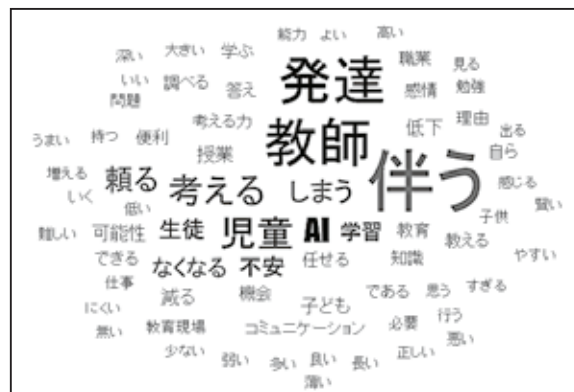 能力 よい 高い
深い 大きい 学ぶ 発達 職業 見る
いい 調べる 答え 感情 勉強
問題
考える力 教師 低下 理由 出る
うまい 持つ 便利 授業 伴う 自ら
増える 頼る 考える しまう 感じる
いく 低い 賢い
難しい 可能性 生徒 児童 AI 学習 教育 子供
できる なくなる 不安 任せる 知識 教える やすい
仕事 減る 機会 子ども である 思う すぎる
にくい
無い 教育現場 コミュニケーション 必要 行う
少ない 弱い 多い 良い 長い 正しい 悪い
薄い